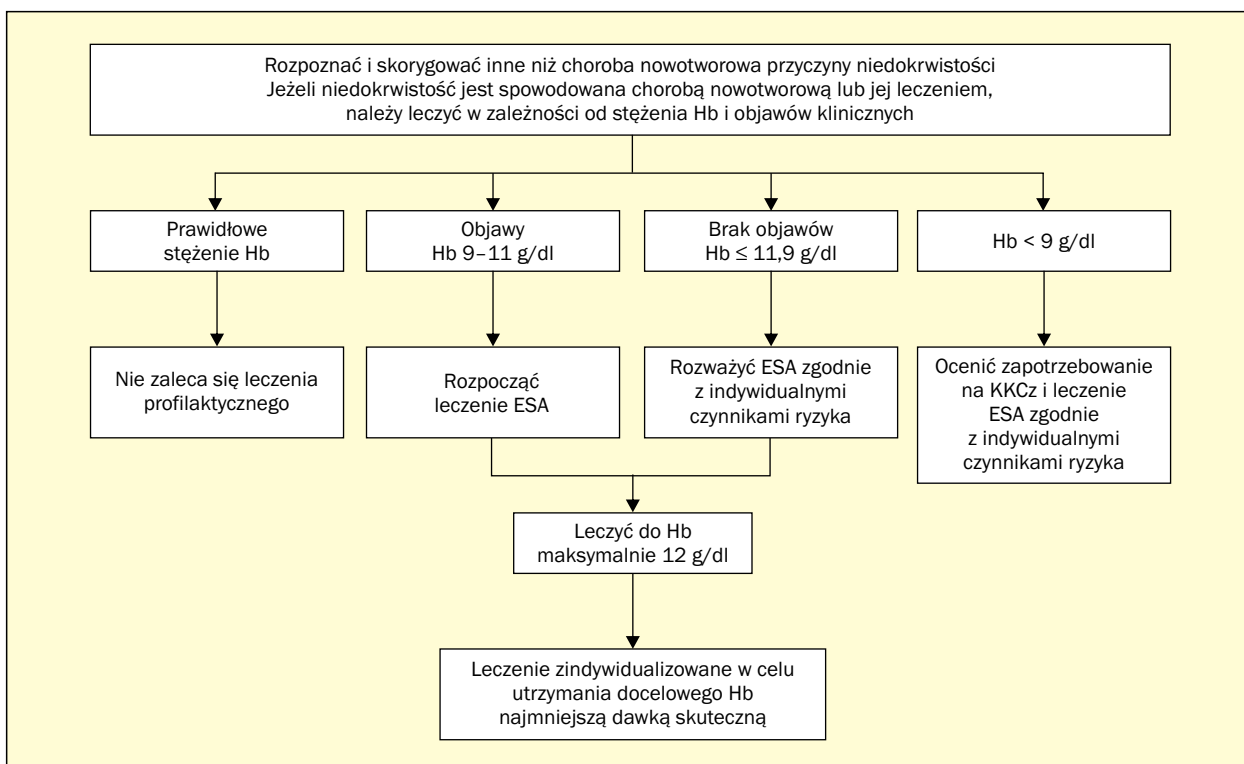 Rozpoznać i skorygować inne niż choroba nowotworowa przyczyny niedokrwistości
Jeżeli niedokrwistość jest spowodowana chorobą nowotworową lub jej leczeniem,
należy leczyć w zależności od stężenia Hb i objawów klinicznych
Prawidłowe
stężenie Hb
Objawy
Hb 9–11 g/dl
Brak objawów
Hb ≤ 11,9 g/dl
Hb < 9 g/dl
Nie zaleca się leczenia
profilaktycznego
Rozpocząć
leczenie ESA
Rozważyć ESA zgodnie
z indywidualnymi
czynnikami ryzyka
Ocenić zapotrzebowanie
na KKCz i leczenie
ESA zgodnie
z indywidualnymi
czynnikami ryzyka
Leczyć do Hb
maksymalnie 12 g/dl
Leczenie zindywidualizowane w celu
utrzymania docelowego Hb
najmniejszą dawką skuteczną